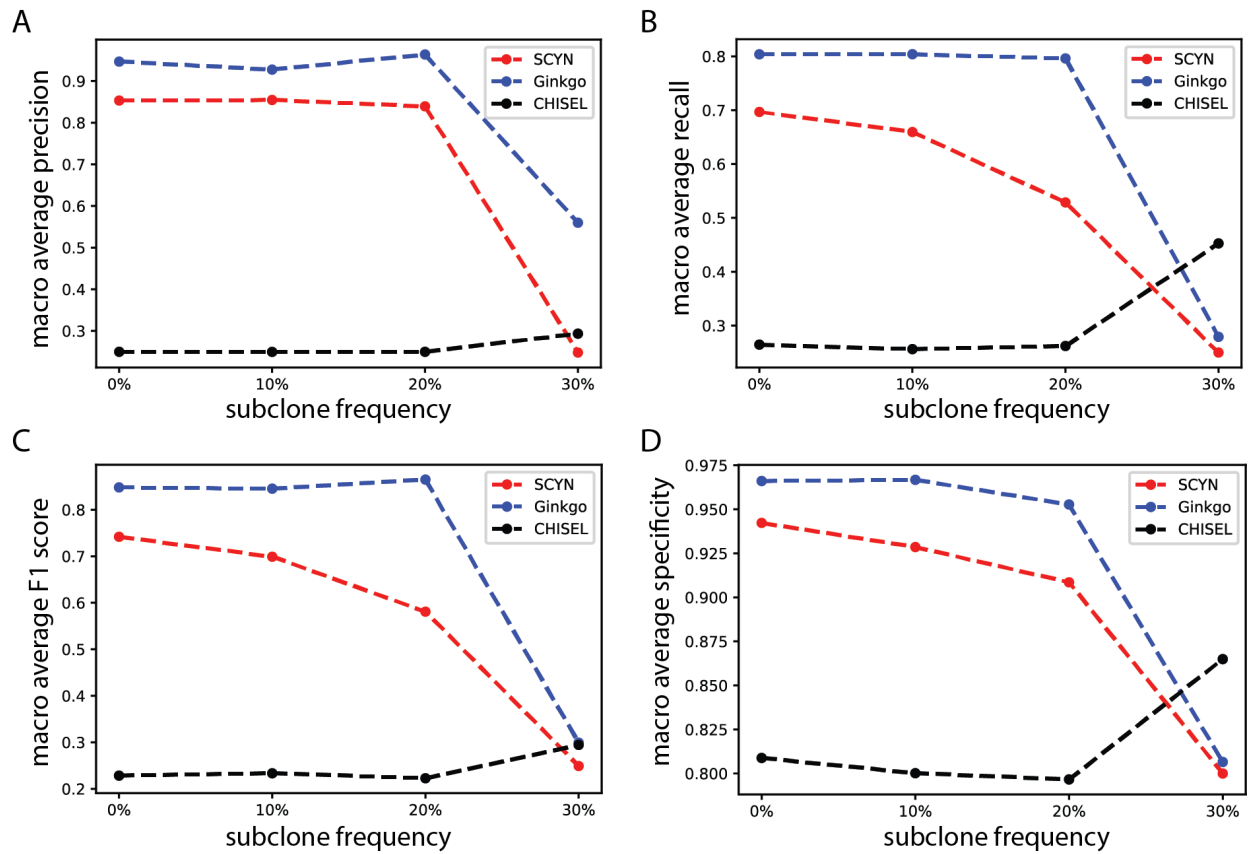 A
macro average precision
0.9
0.8
0.7
0.6
0.5
0.4
0.3
SCYN
Ginkgo
CHISEL
0%
10%
20%
30%
subclone frequency
B
macro average recall
0.8
0.7
0.6
0.5
0.4
0.3
SCYN
Ginkgo
CHISEL
0%
10%
20%
30%
subclone frequency
C
macro average F1 score
0.8
0.7
0.6
0.5
0.4
0.3
0.2
SCYN
Ginkgo
CHISEL
0%
10%
20%
30%
subclone frequency
D
macro average specificity
0.975
0.950
0.925
0.900
0.875
0.850
0.825
0.800
SCYN
Ginkgo
CHISEL
0%
10%
20%
30%
subclone frequency